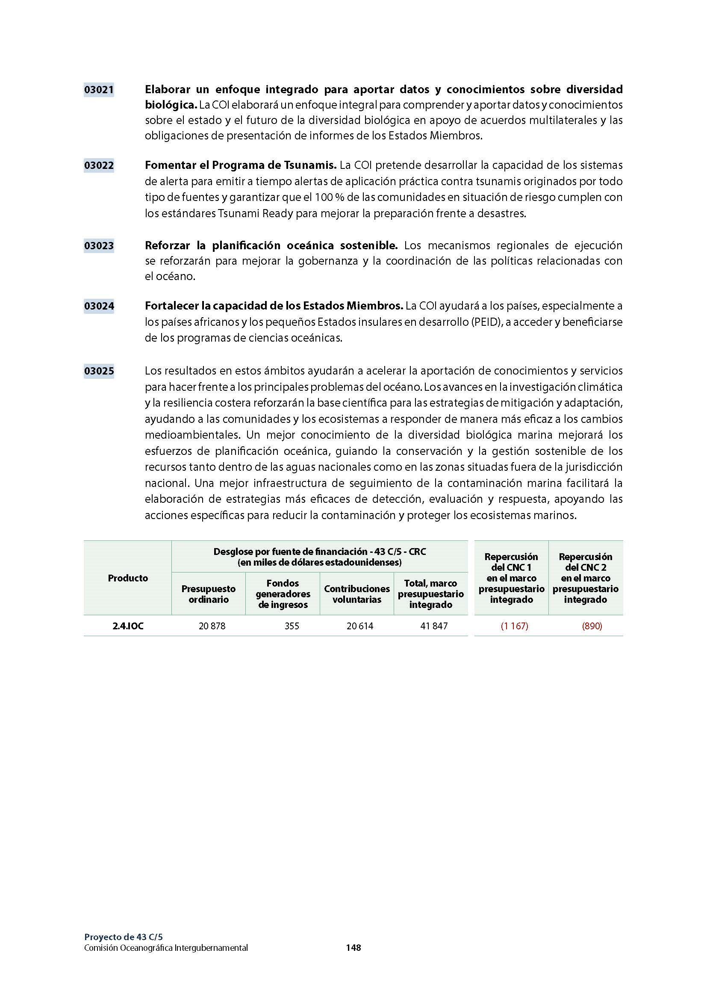 03021 Elaborar un enfoque integrado para aportar datos y conocimientos sobre diversidad
biológica. La COI elaborará un enfoque integral para comprender y aportar datos y conocimientos
sobre el estado y el futuro de la diversidad biológica en apoyo de acuerdos multilaterales y las
obligaciones de presentación de informes de los Estados Miembros.
03022 Fomentar el Programa de Tsunamis. La COI pretende desarrollar la capacidad de los sistemas
de alerta para emitir a tiempo alertas de aplicación práctica contra tsunamis originados por todo
tipo de fuentes y garantizar que el 100 % de las comunidades en situación de riesgo cumplen con
los estándares Tsunami Ready para mejorar la preparación frente a desastres.
03023 Reforzar la planificación oceánica sostenible. Los mecanismos regionales de ejecución
se reforzarán para mejorar la gobernanza y la coordinación de las políticas relacionadas con
el océano.
03024 Fortalecer la capacidad de los Estados Miembros. La COI ayudará a los países, especialmente a
los países africanos y los pequeños Estados insulares en desarrollo (PEID), a acceder y beneficiarse
de los programas de ciencias oceánicas.
03025 Los resultados en estos ámbitos ayudarán a acelerar la aportación de conocimientos y servicios
para hacer frente a los principales problemas del océano. Los avances en la investigación climática
y la resiliencia costera reforzarán la base científica para las estrategias de mitigación y adaptación,
ayudando a las comunidades y los ecosistemas a responder de manera más eficaz a los cambios
medioambientales. Un mejor conocimiento de la diversidad biológica marina mejorará los
esfuerzos de planificación oceánica, guiando la conservación y la gestión sostenible de los
recursos tanto dentro de las aguas nacionales como en las zonas situadas fuera de la jurisdicción
nacional. Una mejor infraestructura de seguimiento de la contaminación marina facilitará la
elaboración de estrategias más eficaces de detección, evaluación y respuesta, apoyando las
acciones específicas para reducir la contaminación y proteger los ecosistemas marinos.
Producto
Desglose por fuente de financiación - 43 C/5 - CRC
(en miles de dólares estadounidenses)
Presupuesto
ordinario
Fondos
generadores
de ingresos
Contribuciones
voluntarias
Total, marco
presupuestario
integrado
Repercusión
del CNC 1
en el marco
presupuestario
integrado
Repercusión
del CNC 2
en el marco
presupuestario
integrado
2.4.IOC 20 878 355 20 614 41 847 (1 167) (890)
Proyecto de 43 C/5
Comisión Oceanográfica Intergubernamental 148